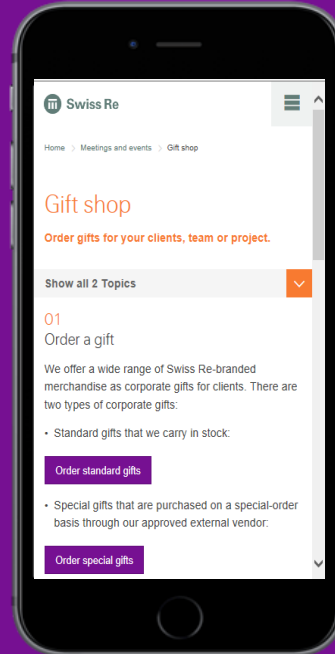 Swiss Re
Home > Meetings and events > Gift shop
Gift shop
Order gifts for your clients, team or project.
Show all 2 Topics
01
Order a gift
We offer a wide range of Swiss Re-branded
merchandise as corporate gifts for clients. There are
two types of corporate gifts:
• Standard gifts that we carry in stock:
Order standard gifts
• Special gifts that are purchased on a special-order
basis through our approved external vendor:
Order special gifts